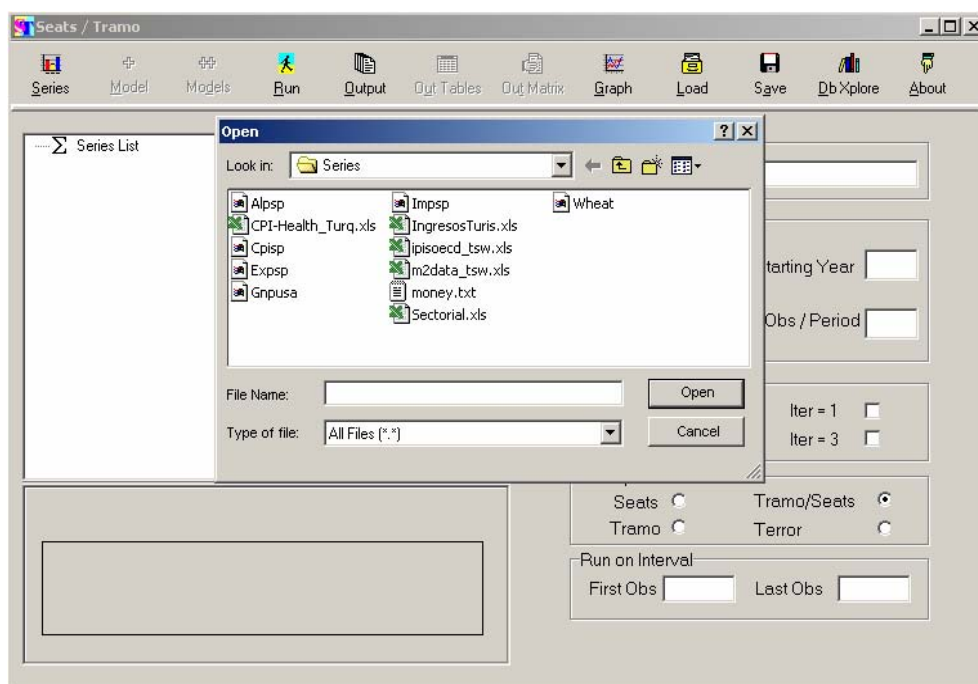 Seats / Tramo
Series Model Models Run Output Out Tables Out Matrix Graph Load Save Db Xplore About
Series List
Open
Look in: Series
Alpsp Impsp Wheat
CPI-Health_Turq.xls IngresosTuris.xls
Cpisp ipisoecd_tsw.xls
Expsp m2data_tsw.xls
Gnpusa money.txt
Sectorial.xls
File Name: Open
Type of file: All Files (*.*) Cancel
tarting Year
Obs / Period
Iter = 1
Iter = 3
Seats Tramo/Seats
Tramo Terror
Run on Interval
First Obs Last Obs